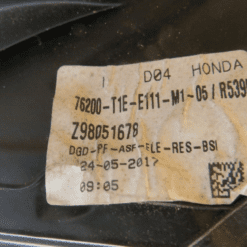 I D04 HONDA
76200-T1E-E111-M1-05/R539
Z98051678
DGD-PF-ASF-ELE-RES-BSI
24-05-2017
09:05